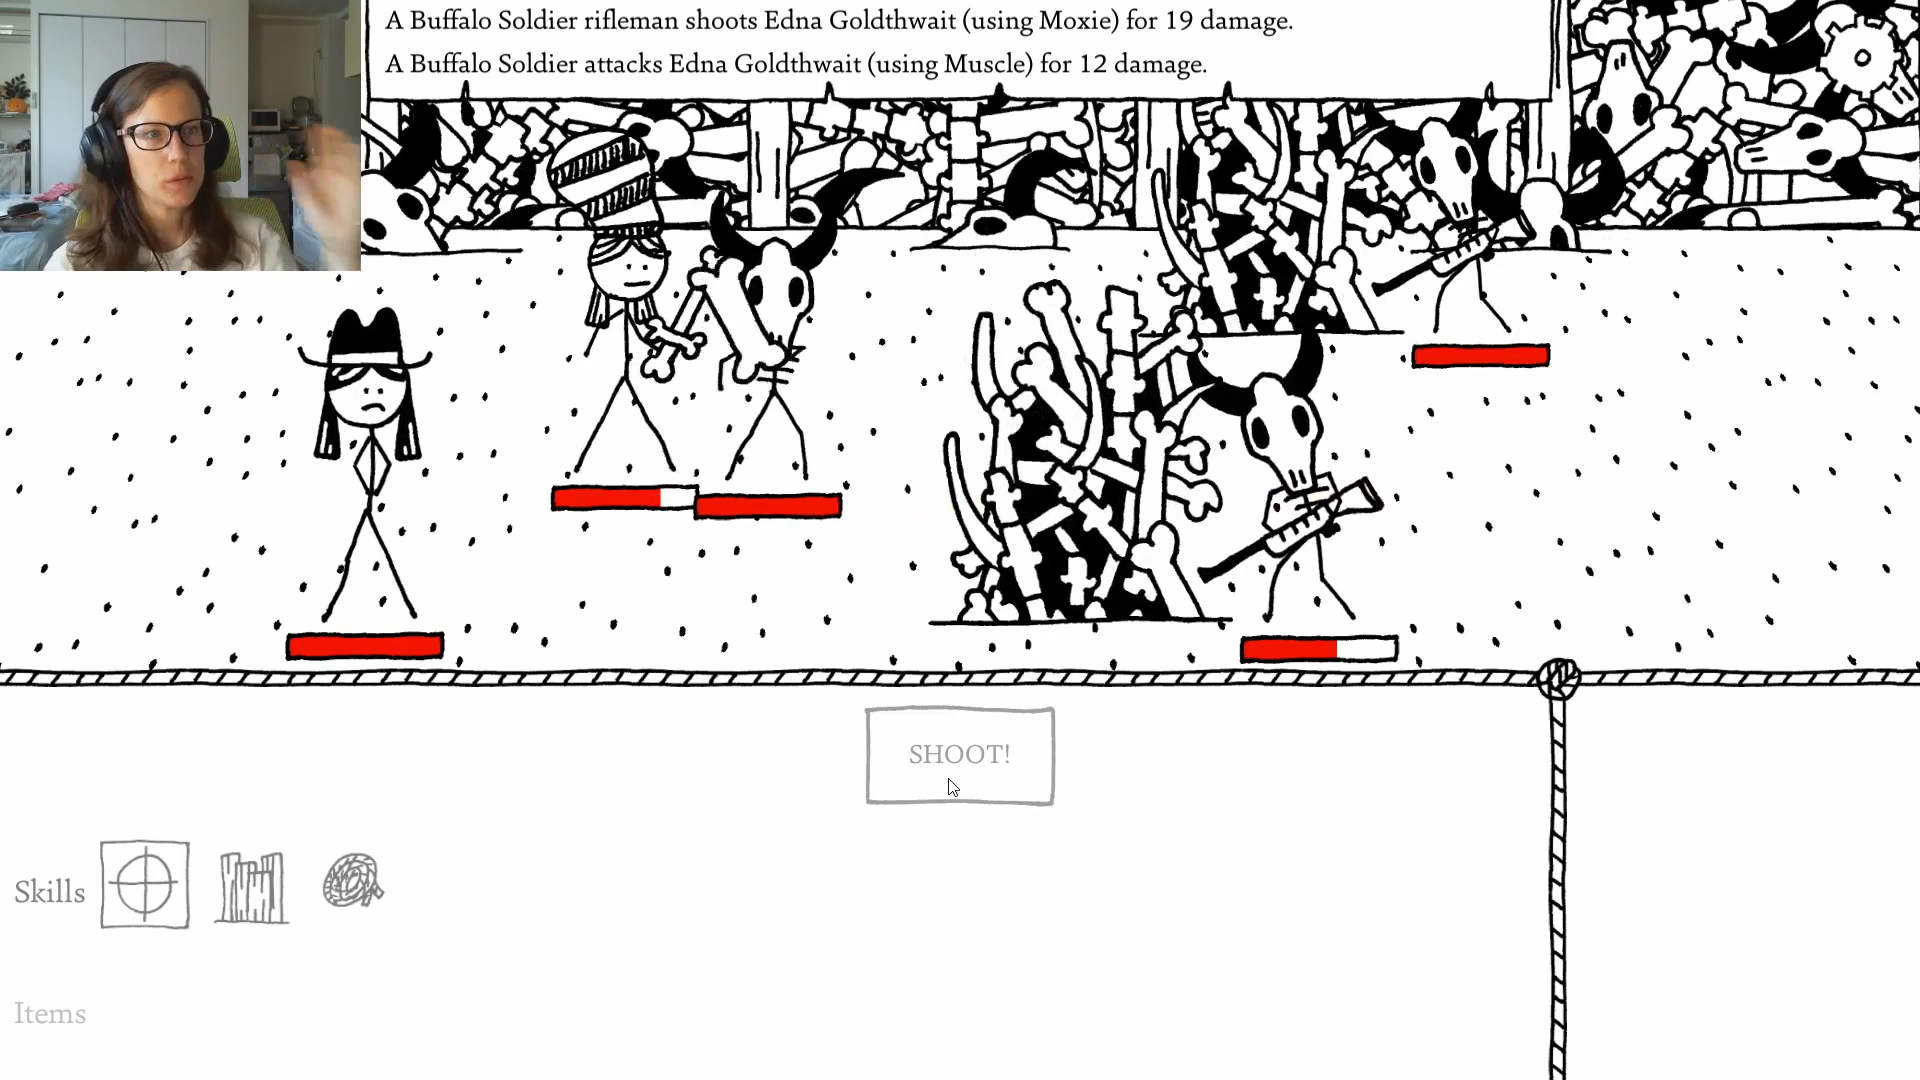 A Buffalo Soldier rifleman shoots Edna Goldthwait (using Moxie) for 19 damage.
A Buffalo Soldier attacks Edna Goldthwait (using Muscle) for 12 damage.
SHOOT!
Skills
Items